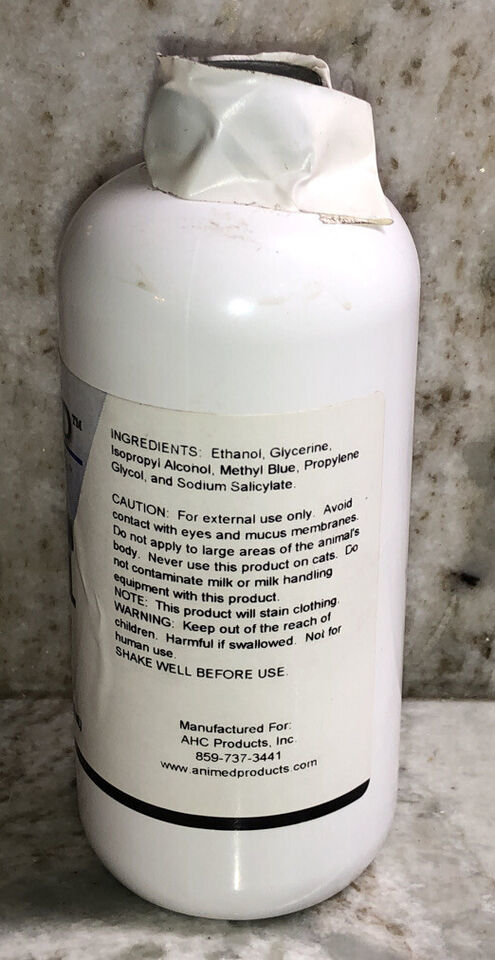 TM
INGREDIENTS: Ethanol, Glycerine,
Isopropyl Alcohol, Methyl Blue, Propylene
Glycol, and Sodium Salicylate.
CAUTION: For external use only. Avoid
contact with eyes and mucus membranes.
Do not apply to large areas of the animal's
body. Never use this product on cats. Do
not contaminate milk or milk handling
equipment with this product.
NOTE: This product will stain clothing.
WARNING: Keep out of the reach of
children. Harmful if swallowed. Not for
human use.
SHAKE WELL BEFORE USE.
Manufactured For:
AHC Products, Inc.
859-737-3441
www.animedproducts.com